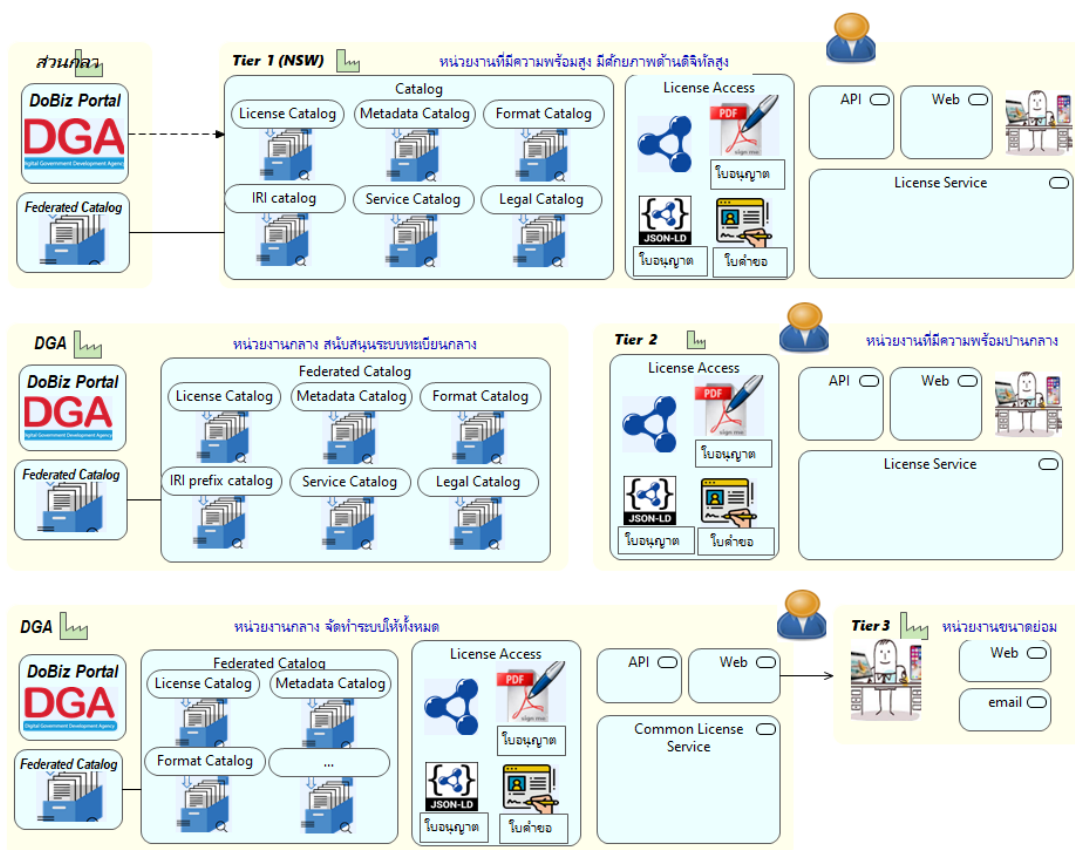 ส่วนกลาง
DoBiz Portal
DGA
Digital Government Development Agency
Federated Catalog
Tier 1 (NSW)
หน่วยงานที่มีความพร้อมสูง มีศักยภาพด้านดิจิทัลสูง
Catalog
License Catalog
Metadata Catalog
Format Catalog
IRI catalog
Service Catalog
Legal Catalog
License Access
PDF
sign me
ใบอนุญาต
JSON-LD
ใบอนุญาต
ใบคำขอ
API
Web
License Service
DGA
หน่วยงานกลาง สนับสนุนระบบทะเบียนกลาง
DoBiz Portal
DGA
Digital Government Development Agency
Federated Catalog
Federated Catalog
License Catalog
Metadata Catalog
Format Catalog
IRI prefix catalog
Service Catalog
Legal Catalog
Tier 2
หน่วยงานที่มีความพร้อมปานกลาง
License Access
PDF
sign me
ใบอนุญาต
JSON-LD
ใบอนุญาต
ใบคำขอ
API
Web
License Service
DGA
หน่วยงานกลาง จัดทำระบบให้ทั้งหมด
DoBiz Portal
DGA
Digital Government Development Agency
Federated Catalog
Federated Catalog
License Catalog
Metadata Catalog
Format Catalog
...
License Access
PDF
sign me
ใบอนุญาต
JSON-LD
ใบอนุญาต
ใบคำขอ
API
Web
Common License
Service
Tier 3
หน่วยงานขนาดย่อม
Web
email